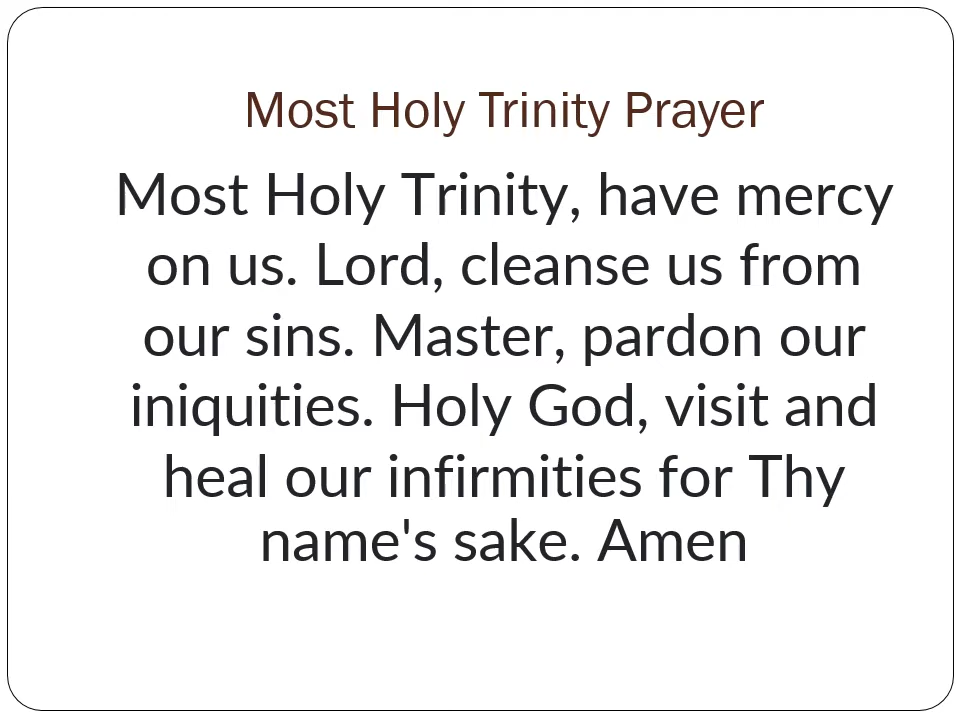 Most Holy Trinity Prayer
Most Holy Trinity, have mercy
on us. Lord, cleanse us from
our sins. Master, pardon our
iniquities. Holy God, visit and
heal our infirmities for Thy
name's sake. Amen